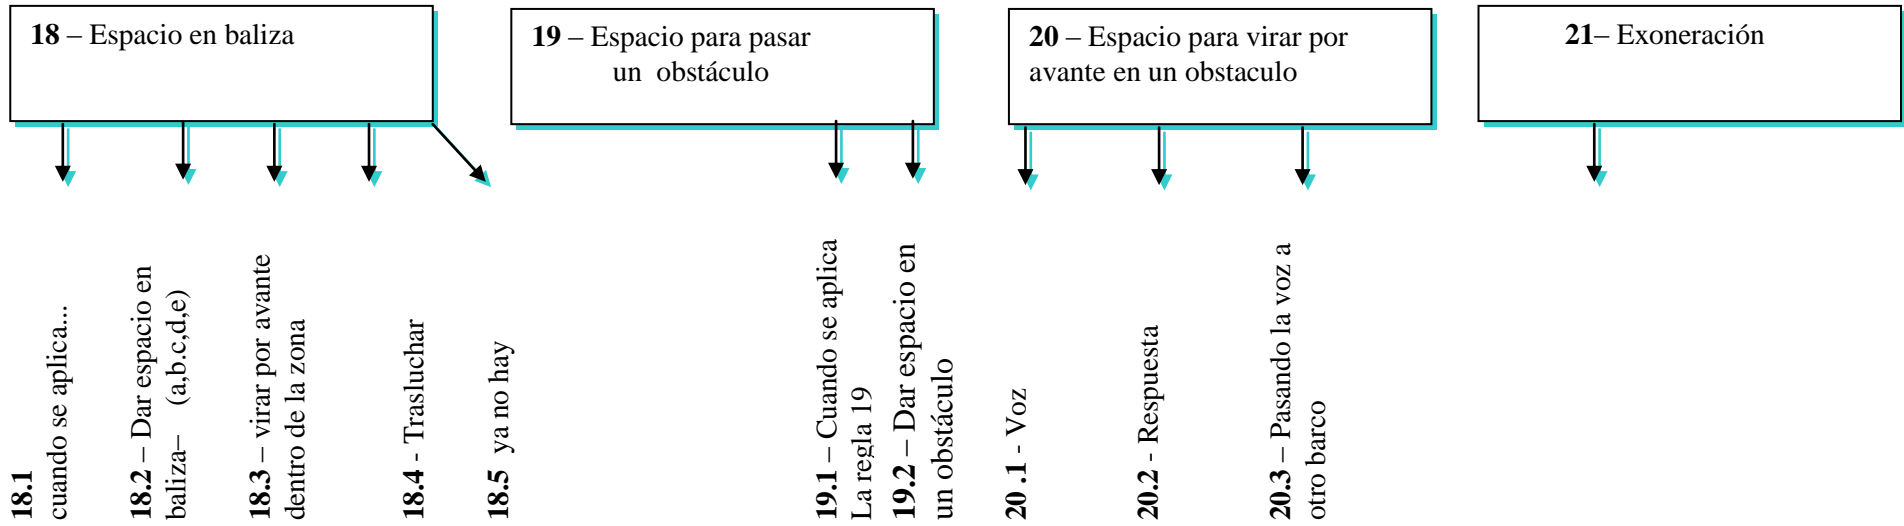 18 – Espacio en baliza
19 – Espacio para pasar
un obstáculo
20 – Espacio para virar por
avante en un obstaculo
21– Exoneración
18.1
cuando se aplica...
18.2 – Dar espacio en
baliza– (a,b.c,d,e)
18.3 – virar por avante
dentro de la zona
18.4 - Trasluchar
18.5 ya no hay
19.1 – Cuando se aplica
La regla 19
19.2 – Dar espacio en
un obstáculo
20 .1 - Voz
20.2 - Respuesta
20.3 – Pasando la voz a
otro barco